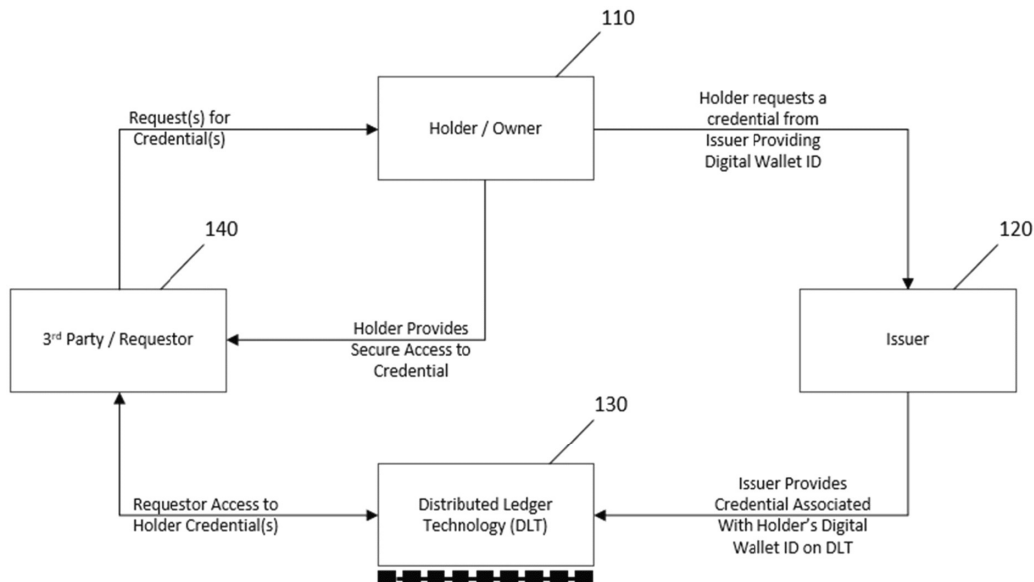 110
Request(s) for
Credential(s)
Holder / Owner
Holder requests a
credential from
Issuer Providing
Digital Wallet ID
140
120
3rd Party / Requestor
Holder Provides
Secure Access to
Credential
Issuer
130
Requestor Access to
Holder Credential(s)
Distributed Ledger
Technology (DLT)
Issuer Provides
Credential Associated
With Holder's Digital
Wallet ID on DLT